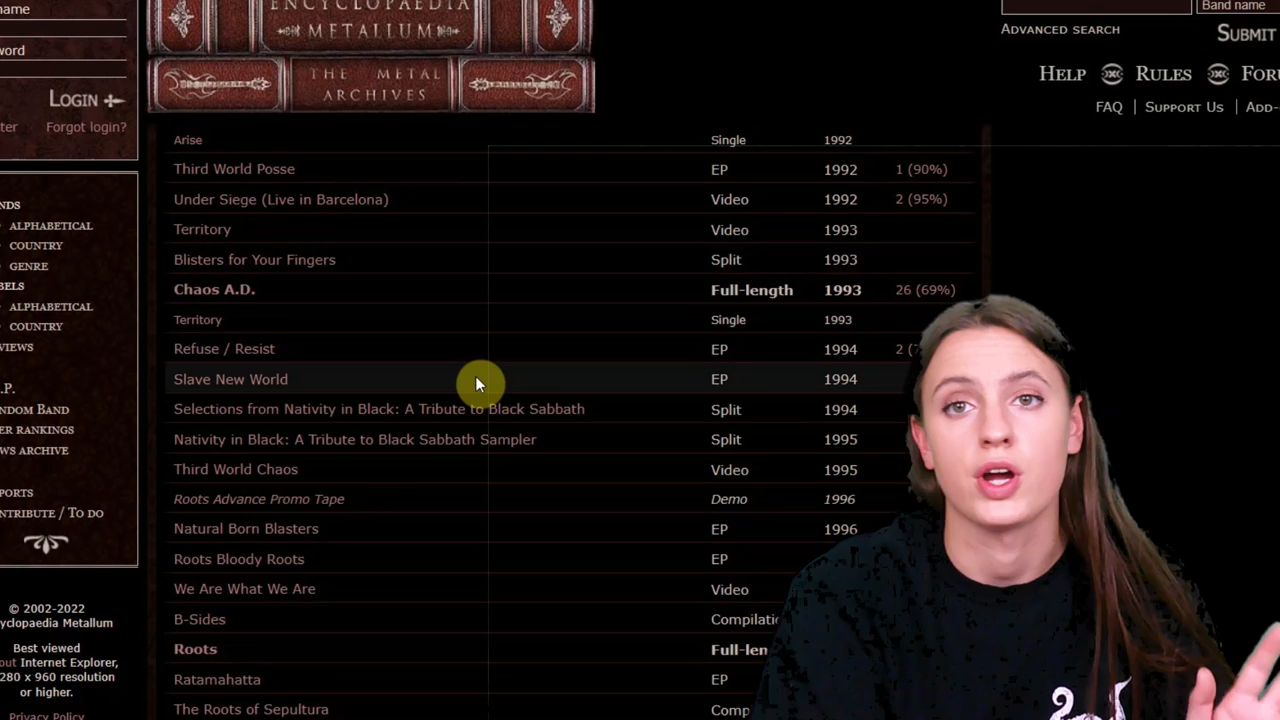 name
word
LOGIN
ter
Forgot login?
NDS
ALPHABETICAL
COUNTRY
GENRE
BELS
ALPHABETICAL
COUNTRY
VIEWS
.P.
NDOM BAND
ER RANKINGS
WS ARCHIVE
PORTS
NTRIBUTE / TO DO
© 2002-2022
cyclopaedia Metallum
Best viewed
out Internet Explorer,
280 x 960 resolution
or higher.
Privacy Policy
ENCYCLOPAEDIA
METALLUM
THE METAL
ARCHIVES
Band name
ADVANCED SEARCH
SUBMIT
HELP RULES FORU
FAQ | SUPPORT US | ADD-
Arise Single 1992
Third World Posse EP 1992 1 (90%)
Under Siege (Live in Barcelona) Video 1992 2 (95%)
Territory Video 1993
Blisters for Your Fingers Split 1993
Chaos A.D. Full-length 1993 26 (69%)
Territory Single 1993
Refuse / Resist EP 1994 2 (
Slave New World EP 1994
Selections from Nativity in Black: A Tribute to Black Sabbath Split 1994
Nativity in Black: A Tribute to Black Sabbath Sampler Split 1995
Third World Chaos Video 1995
Roots Advance Promo Tape Demo 1996
Natural Born Blasters EP 1996
Roots Bloody Roots EP
We Are What We Are Video
B-Sides Compilatio
Roots Full-len
Ratamahatta EP
The Roots of Sepultura Comp